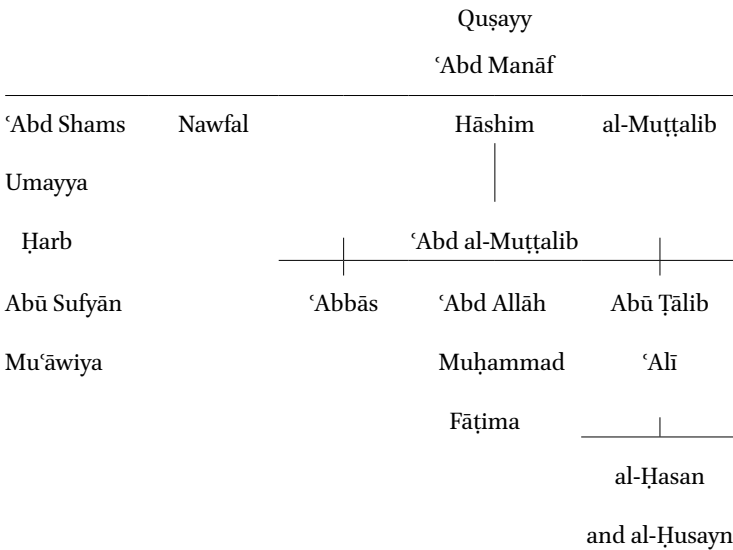 Quṣayy
ʿAbd Manāf
ʿAbd Shams Nawfal Hāshim al-Muṭṭalib
Umayya
Ḥarb ʿAbd al-Muṭṭalib
Abū Sufyān ʿAbbās ʿAbd Allāh Abū Ṭālib
Muʿāwiya Muḥammad ʿAlī
Fāṭima
al-Ḥasan
and al-Ḥusayn